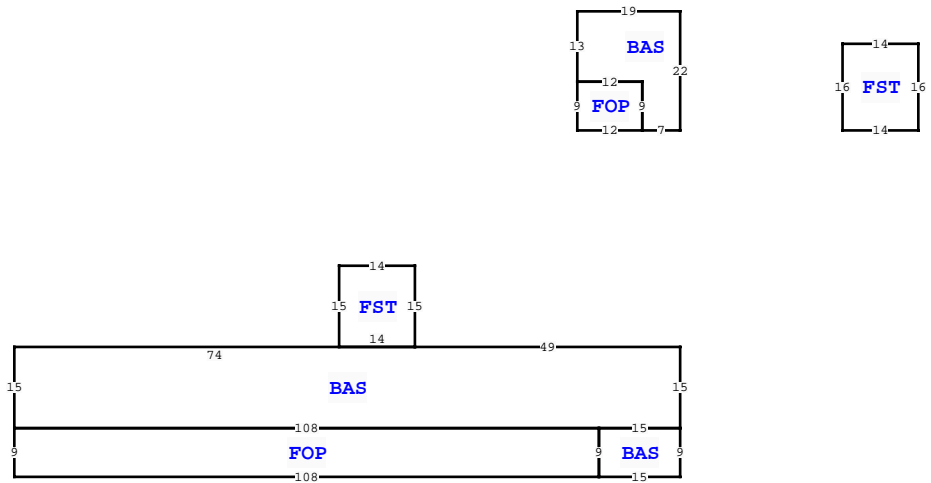 19
13 BAS 14
22
12 16 FST 16
9 FOP 9
12 7 14
14
15 FST 15
14
74 49
15 BAS 15
108 15
9 FOP 9 BAS 9
108 15